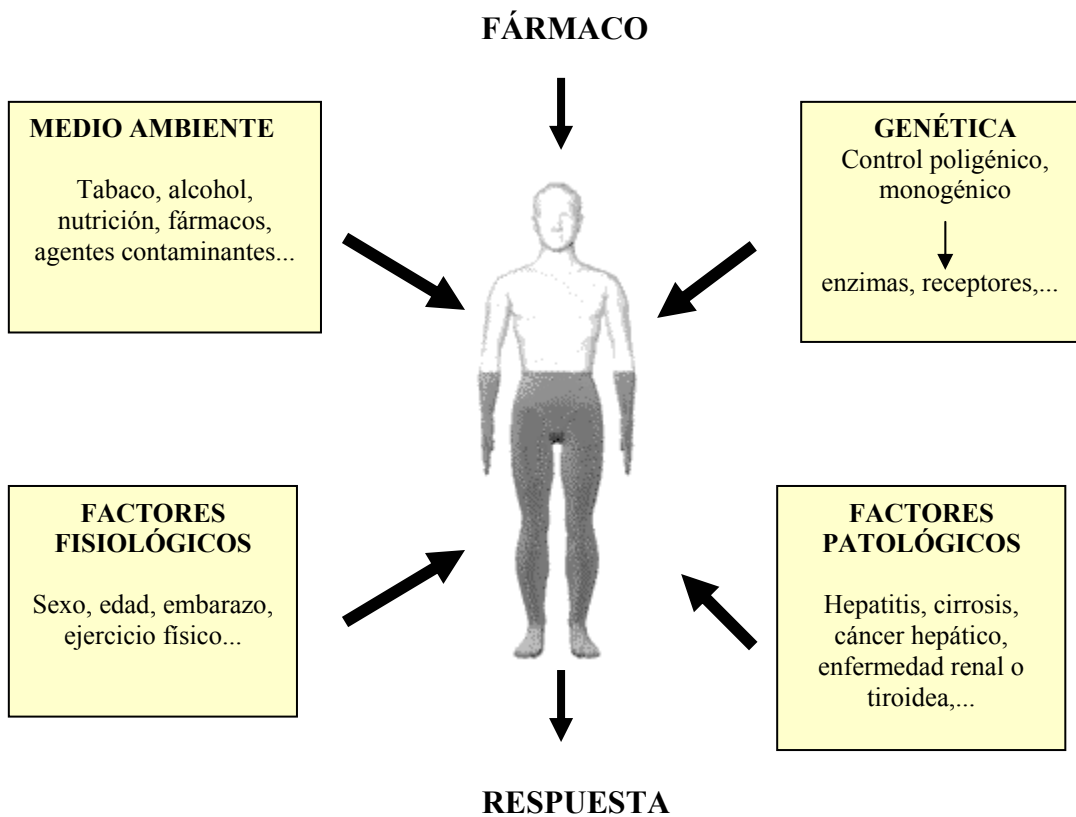 FÁRMACO
MEDIO AMBIENTE
Tabaco, alcohol,
nutrición, fármacos,
agentes contaminantes...
GENÉTICA
Control poligénico,
monogénico
enzimas, receptores,...
FACTORES
FISIOLÓGICOS
Sexo, edad, embarazo,
ejercicio físico...
FACTORES
PATOLÓGICOS
Hepatitis, cirrosis,
cáncer hepático,
enfermedad renal o
tiroidea,...
RESPUESTA